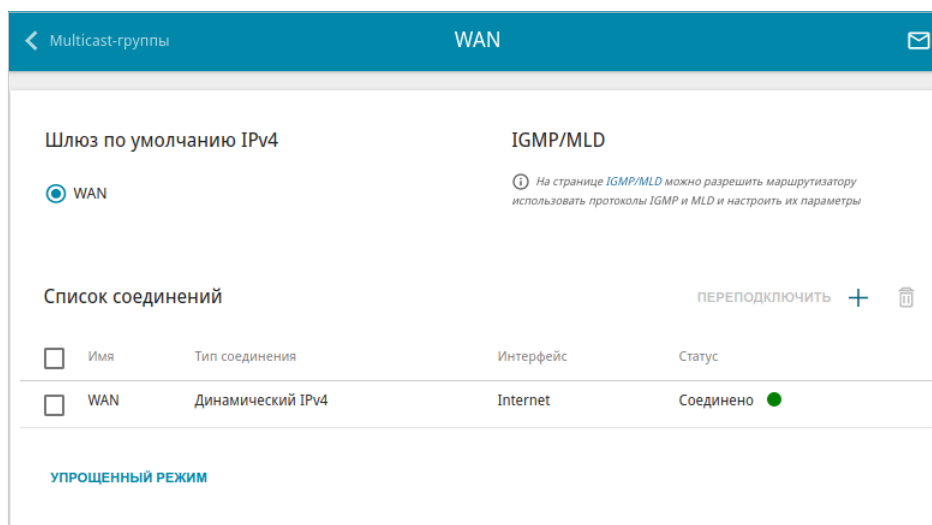 Multicast-группы
WAN
Шлюз по умолчанию IPv4
IGMP/MLD
WAN
На странице IGMP/MLD можно разрешить маршрутизатору
использовать протоколы IGMP и MLD и настроить их параметры
Список соединений
ПЕРЕПОДКЛЮЧИТЬ
Имя Тип соединения Интерфейс Статус
WAN Динамический IPv4 Internet Соединено
УПРОЩЕННЫЙ РЕЖИМ